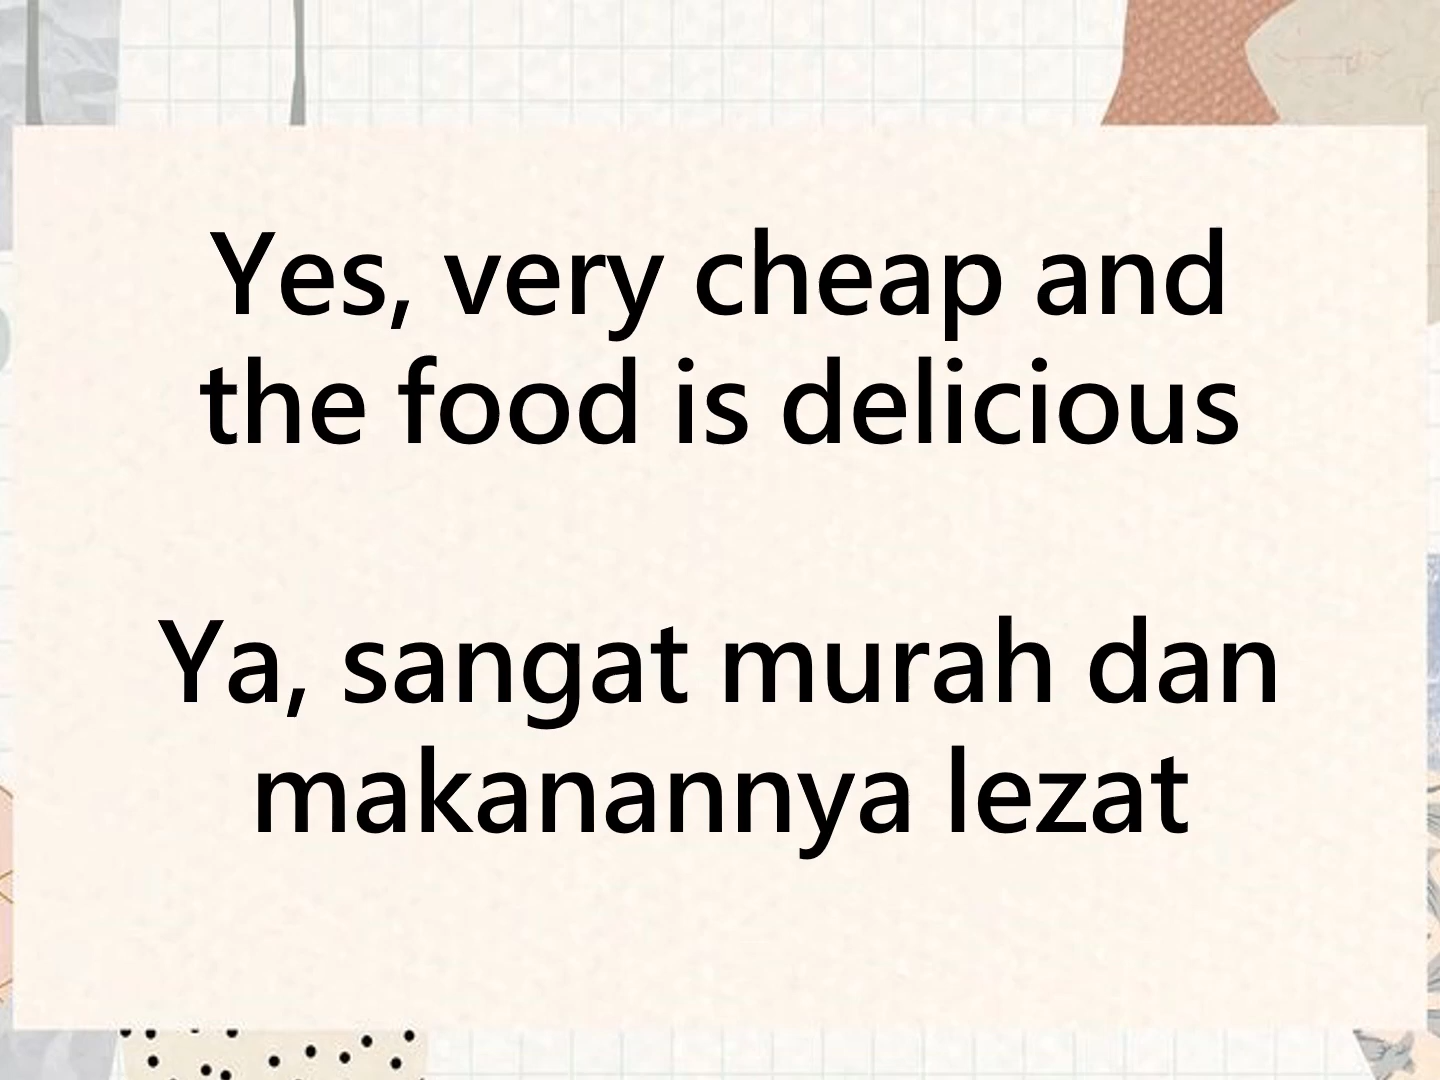 Yes, very cheap and
the food is delicious
Ya, sangat murah dan
makanannya lezat